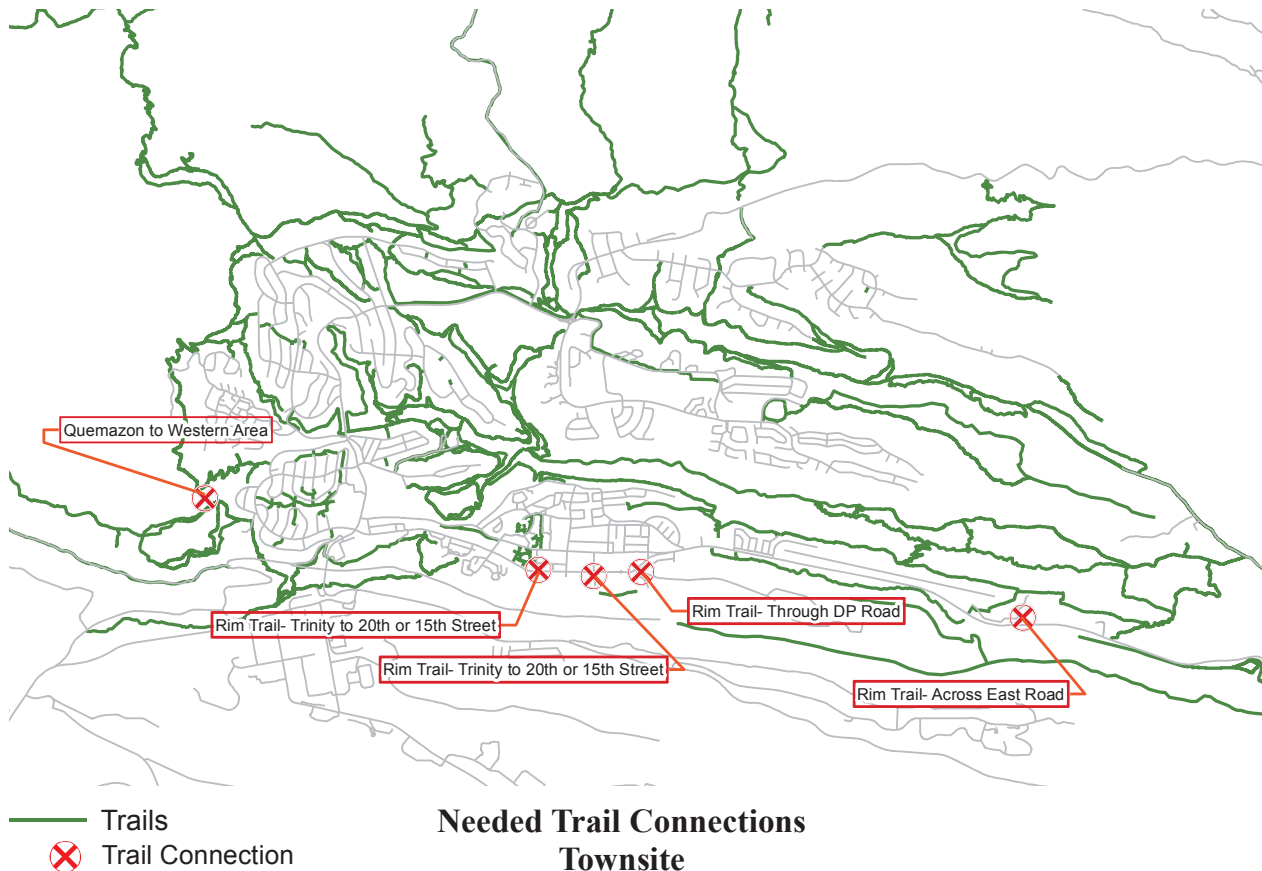 Quemazon to Western Area
Rim Trail- Through DP Road
Rim Trail- Trinity to 20th or 15th Street
Rim Trail- Trinity to 20th or 15th Street
Rim Trail- Across East Road
Trails
Trail Connection
Needed Trail Connections
Townsite